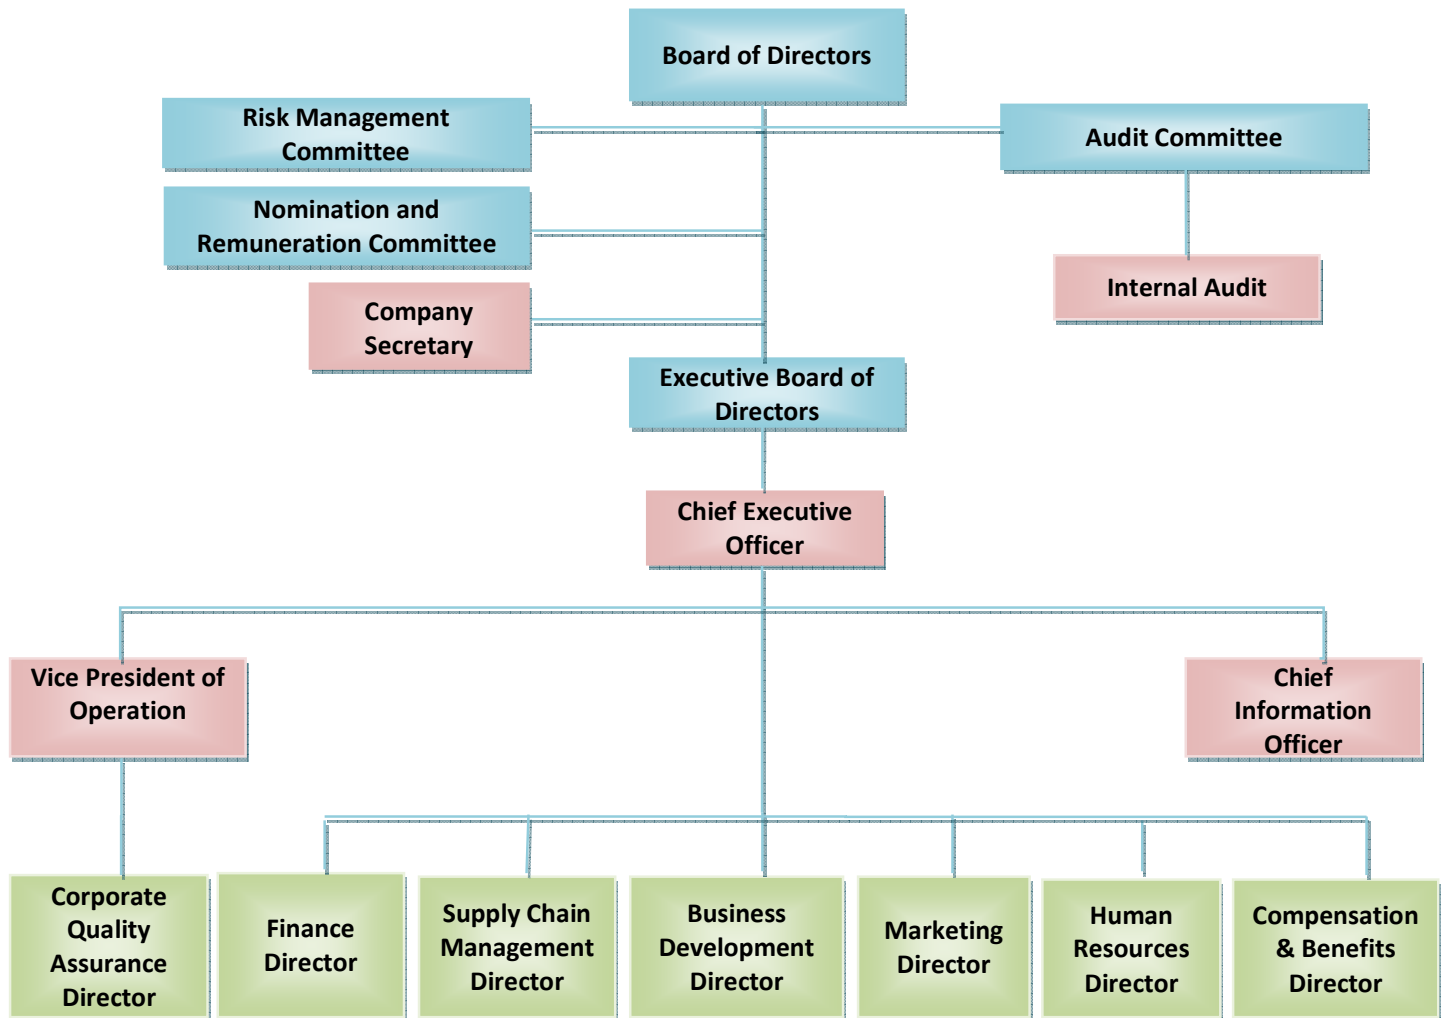 Board of Directors
Risk Management
Committee
Audit Committee
Nomination and
Remuneration Committee
Internal Audit
Company
Secretary
Executive Board of
Directors
Chief Executive
Officer
Vice President of
Operation
Chief
Information
Officer
Corporate
Quality
Assurance
Director
Finance
Director
Supply Chain
Management
Director
Business
Development
Director
Marketing
Director
Human
Resources
Director
Compensation
& Benefits
Director